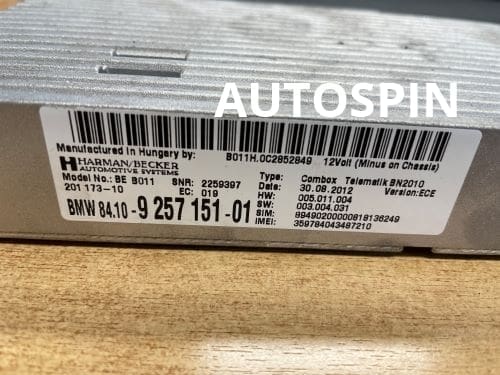 AUTOSPIN
Manufactured in Hungary by: B011H.0C2852849 12Volt (Minus on Chassis)
HARMAN/BECKER
AUTOMOTIVE SYSTEMS
Model No.: BE B011 SNR: 2259397 Type: Combox Telematik BN2010
201 173-10 EC: 019 Date: 30.08.2012 Version: ECE
HW: 005.011.004
SW: 003.004.031
BMW 84.10- 9 257 151-01 SIM: 89490200000818136249
IMEI: 359784043487210